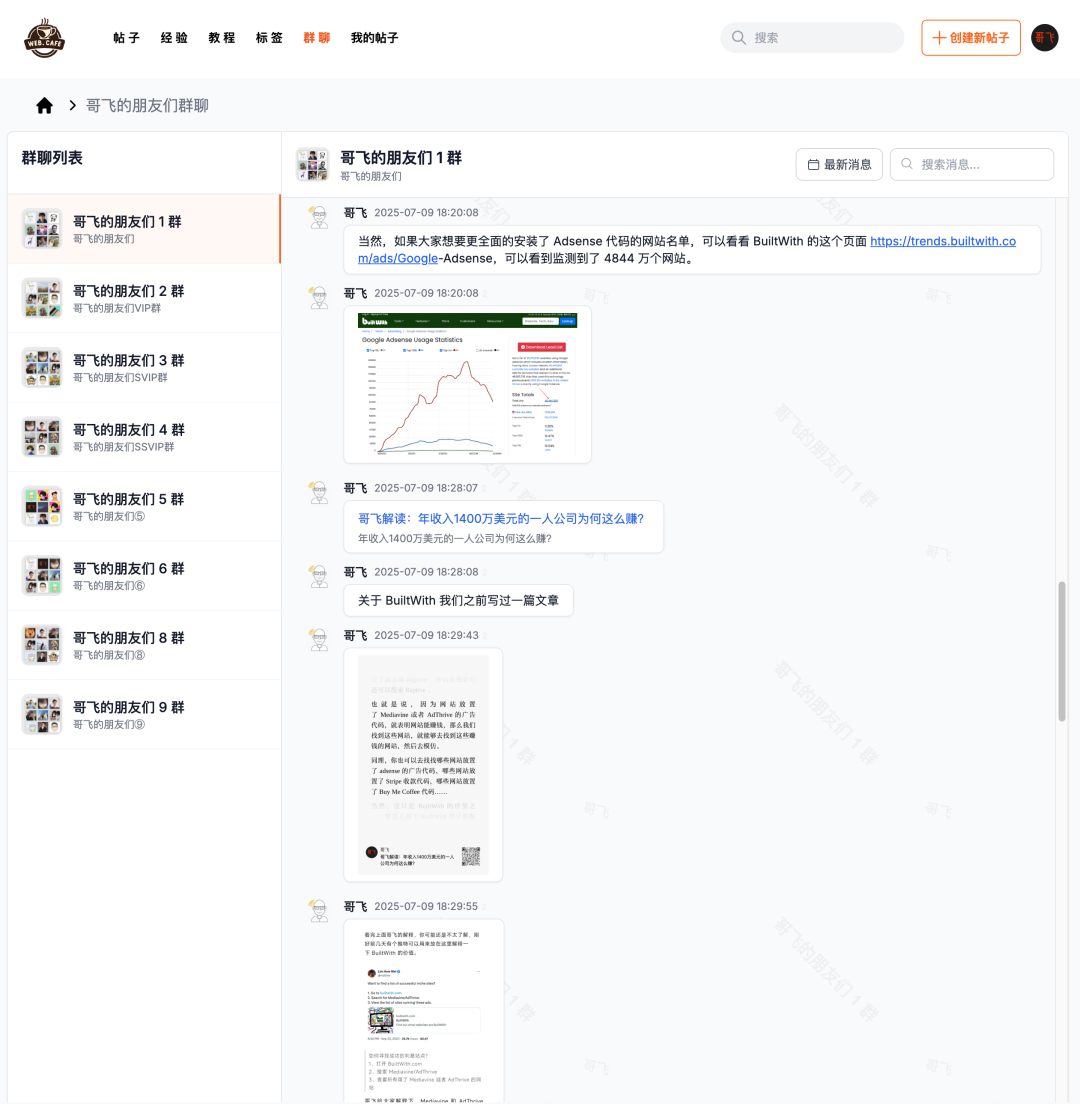 WEB.CAFE
帖子 经验 教程 标签 群聊 我的帖子
搜索
创建新帖子
哥飞
哥飞的朋友们群聊
群聊列表
哥飞的朋友们 1 群
哥飞的朋友们
哥飞的朋友们 2 群
哥飞的朋友们VIP群
哥飞的朋友们 3 群
哥飞的朋友们SVIP群
哥飞的朋友们 4 群
哥飞的朋友们SSVIP群
哥飞的朋友们 5 群
哥飞的朋友们⑤
哥飞的朋友们 6 群
哥飞的朋友们⑥
哥飞的朋友们 8 群
哥飞的朋友们⑧
哥飞的朋友们 9 群
哥飞的朋友们⑨
哥飞的朋友们 1 群
哥飞的朋友们
最新消息
搜索消息...
哥飞 2025-07-09 18:20:08
当然，如果大家想要更全面的安装了 Adsense 代码的网站名单，可以看看 BuiltWith 的这个页面 https://trends.builtwith.co
m/ads/Google-Adsense，可以看到监测到了 4844 万个网站。
哥飞 2025-07-09 18:20:08
BuiltWith
Google Adsense Usage Statistics
Download Lead List
Site Totals
哥飞 2025-07-09 18:28:07
哥飞解读：年收入1400万美元的一人公司为何这么赚?
年收入1400万美元的一人公司为何这么赚?
哥飞 2025-07-09 18:28:08
关于 BuiltWith 我们之前写过一篇文章
哥飞 2025-07-09 18:29:43
也就是说，因为网站放置
了 Mediavine 或者 AdThrive 的广告
代码，就表明网站能赚钱，那么我们
找到这些网站，就能够去找到这些赚
钱的网站，然后去模仿。
同理，你也可以去找找哪些网站放置
了 adsense 的广告代码，哪些网站放
置了 Stripe 收款代码，哪些网站放置
了 Buy Me Coffee 代码……
哥飞
哥飞解读：年收入1400万美元的一人
公司为何这么赚?
哥飞 2025-07-09 18:29:55
看完上面哥飞的解释，你可能还是不太了解，刚
好前几天有个推特可以用来放在这里解释一
下 BuiltWith 的价值。
Want to find a list of successful niche sites?
1. Go to builtwith.com.
2. Search for Mediavine/AdThrive.
3. View the list of sites running these ads.
builtwith.com
BuiltWith
Find out what websites are BuiltWith
如何寻找成功的利基站点?
1、打开 BuiltWith.com
2、搜索 Mediavine/AdThrive
3、查看所有用了 Mediavine 或者 AdThrive 的网
站
哥飞的朋友们 1 群
哥飞